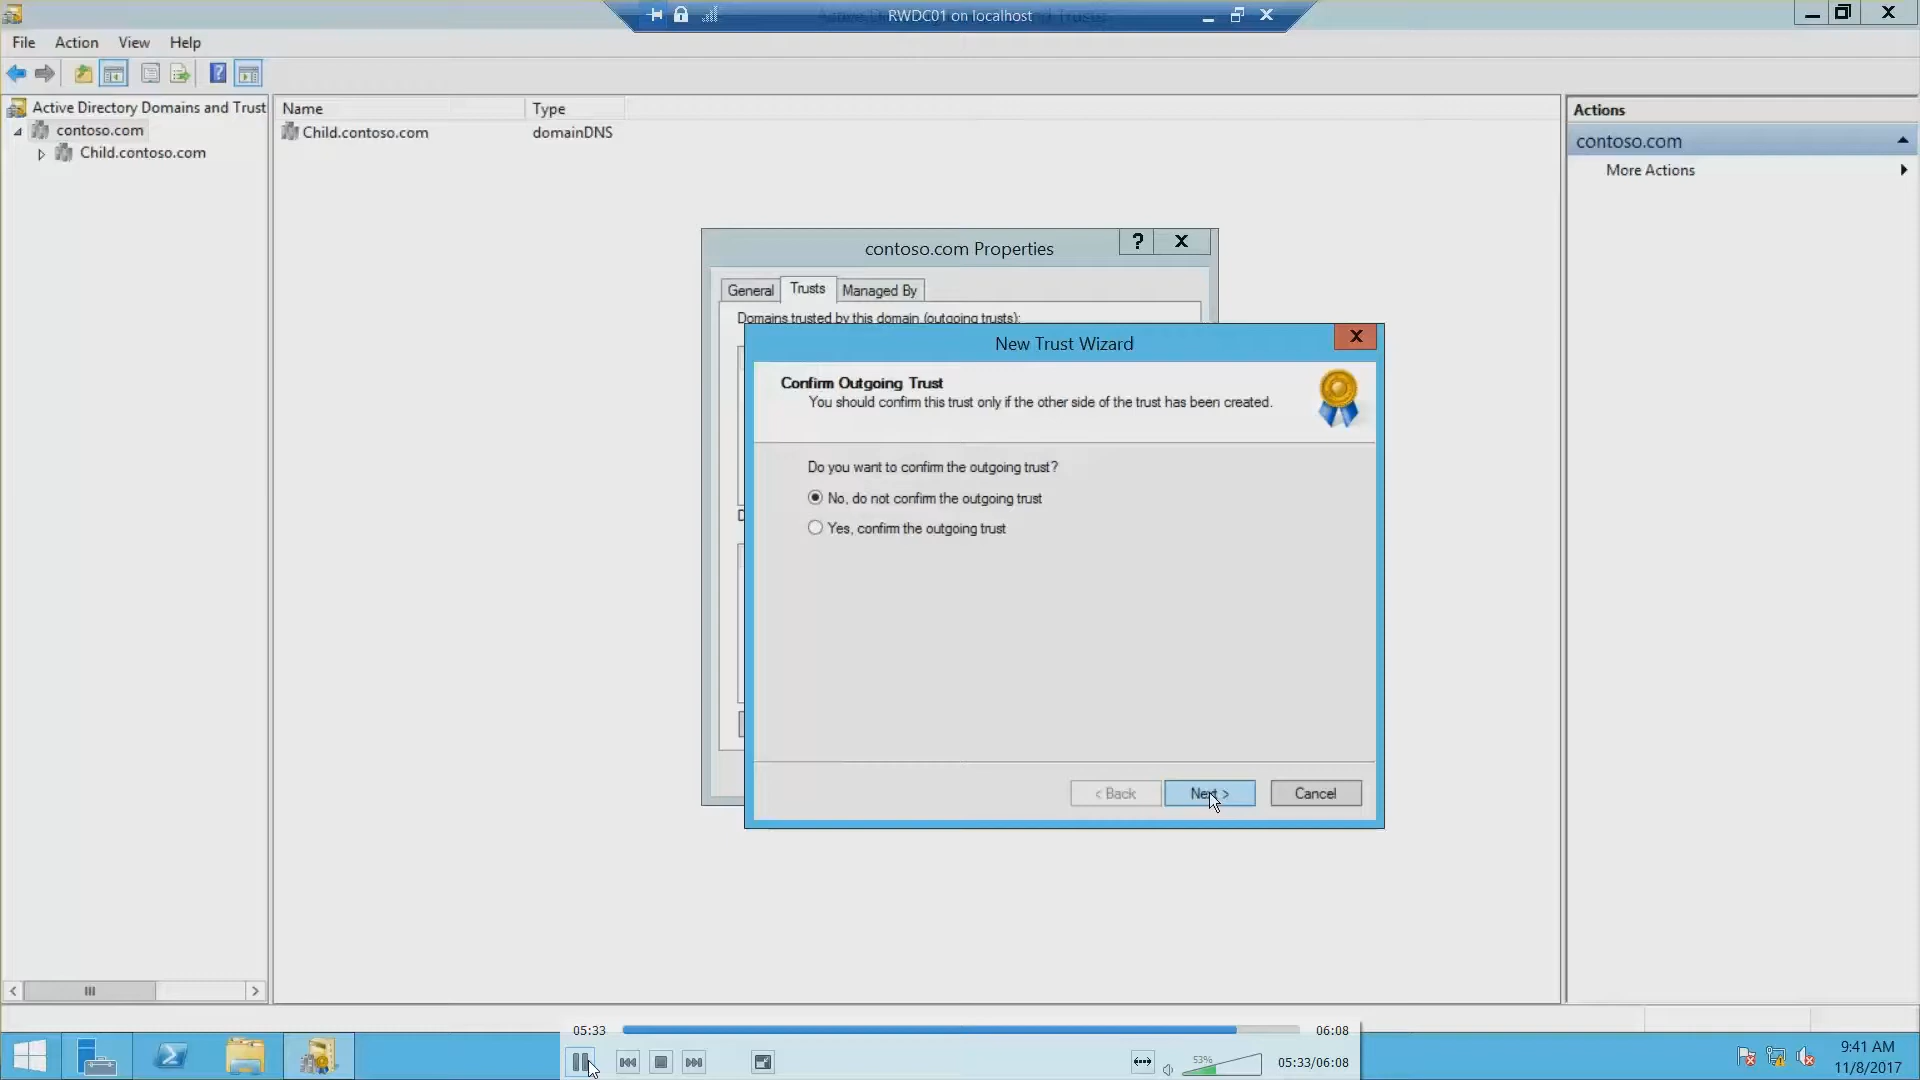 RWDC01 on localhost
File Action View Help
Active Directory Domains and Trust
contoso.com
Child.contoso.com
Name Type
Child.contoso.com domainDNS
Actions
contoso.com
More Actions
contoso.com Properties
?
General Trusts Managed By
Domains trusted by this domain (outgoing trusts):
New Trust Wizard
Confirm Outgoing Trust
You should confirm this trust only if the other side of the trust has been created.
Do you want to confirm the outgoing trust?
No, do not confirm the outgoing trust
Yes, confirm the outgoing trust
< Back Next > Cancel
05:33 06:08
53%
05:33/06:08
9:41 AM
11/8/2017